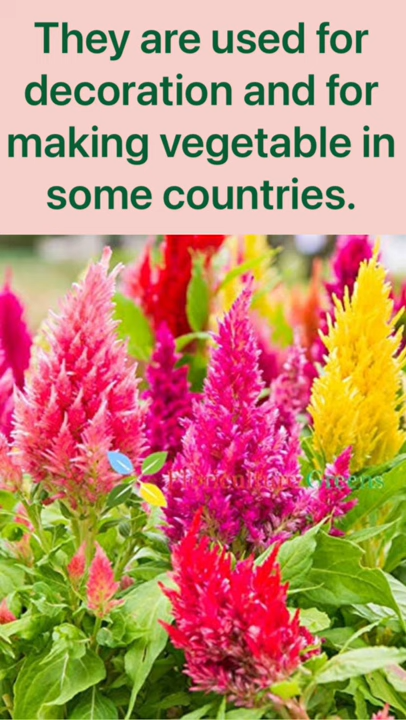 They are used for
decoration and for
making vegetable in
some countries.